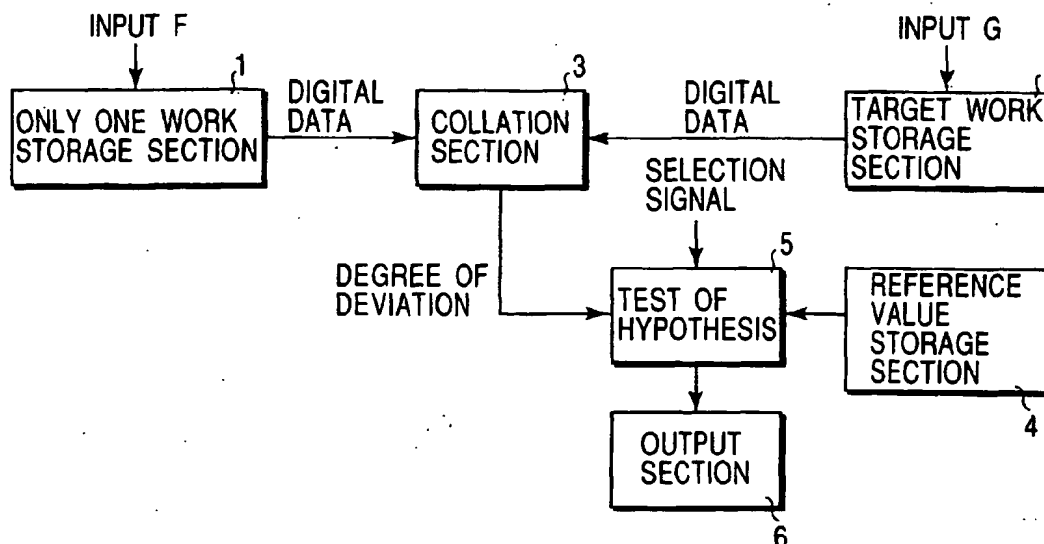 INPUT F
INPUT G
1
3
ONLY ONE WORK
STORAGE SECTION
DIGITAL
DATA
COLLATION
SECTION
DIGITAL
DATA
TARGET WORK
STORAGE
SECTION
SELECTION
SIGNAL
5
DEGREE OF
DEVIATION
TEST OF
HYPOTHESIS
REFERENCE
VALUE
STORAGE
SECTION
4
OUTPUT
SECTION
6